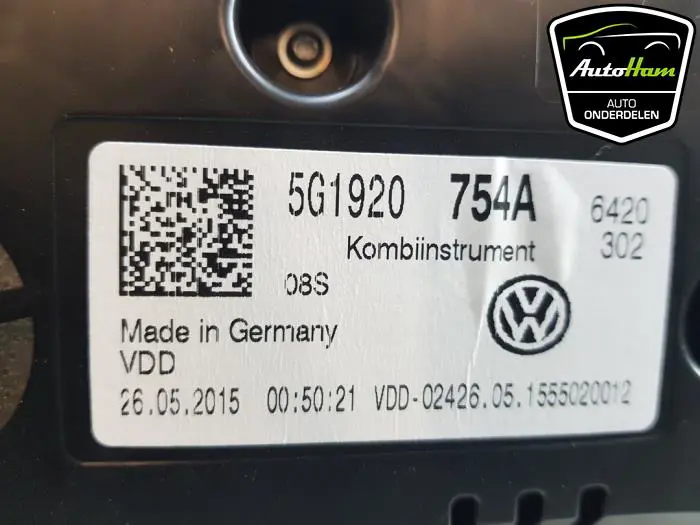 AutoHam
AUTO
ONDERDELEN
5G1920 754A 6420
Kombiinstrument 302
08S
Made in Germany
VDD
26.05.2015 00:50:21 VDD-02426.05.1555020012